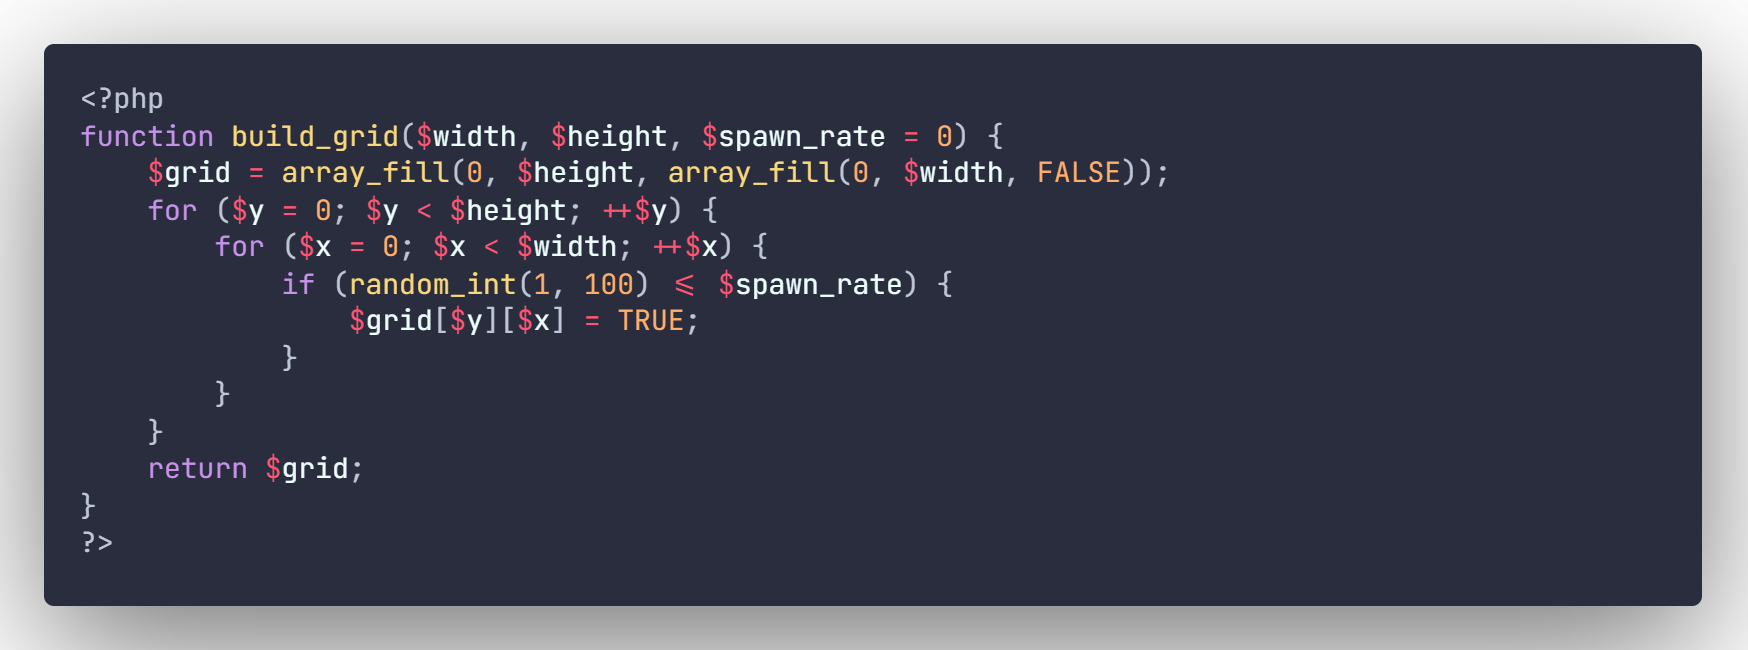 <?php
function build_grid($width, $height, $spawn_rate = 0) {
    $grid = array_fill(0, $height, array_fill(0, $width, FALSE));
    for ($y = 0; $y < $height; ++$y) {
        for ($x = 0; $x < $width; ++$x) {
            if (random_int(1, 100) <= $spawn_rate) {
                $grid[$y][$x] = TRUE;
            }
        }
    }
    return $grid;
}
?>